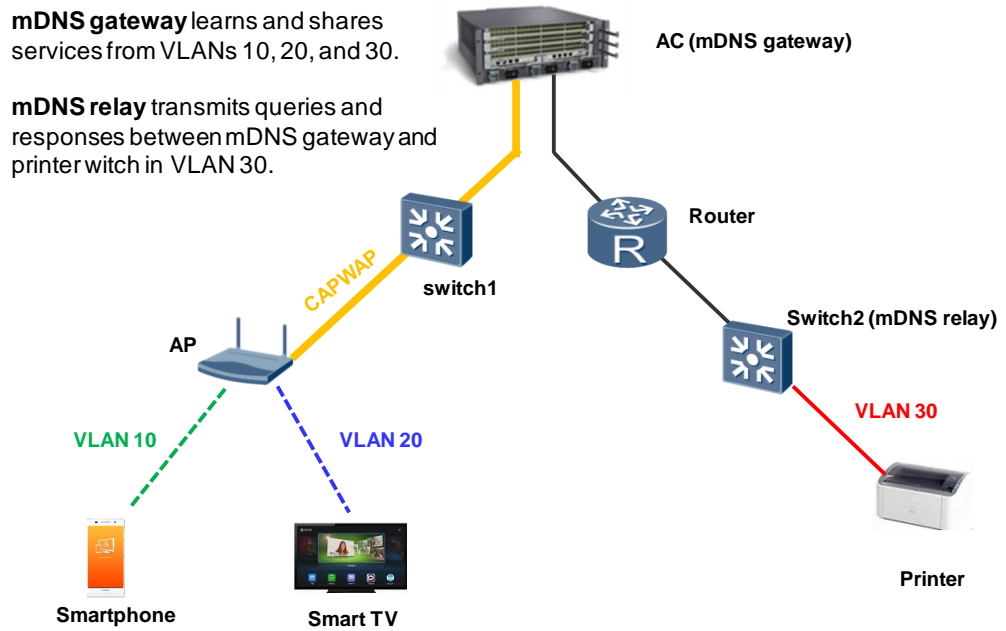 mDNS gateway learns and shares
services from VLANs 10, 20, and 30.
mDNS relay transmits queries and
responses between mDNS gateway and
printer witch in VLAN 30.
AC (mDNS gateway)
Router
R
switch1
CAPWAP
Switch2 (mDNS relay)
AP
VLAN 10
VLAN 20
VLAN 30
Smartphone
Smart TV
Printer